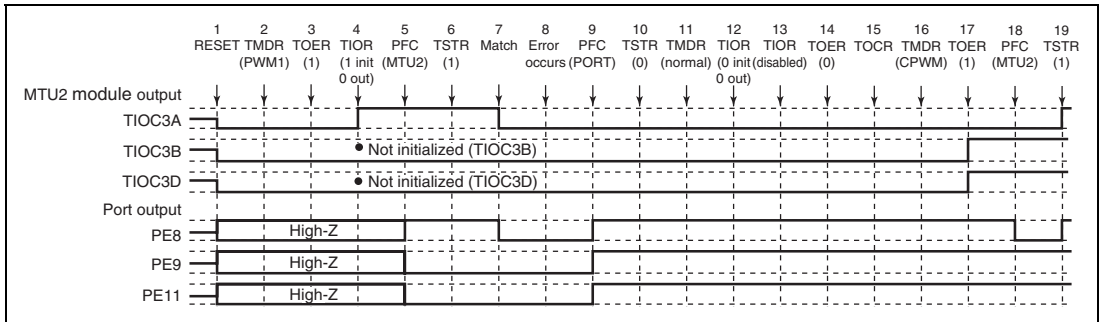 1 2 3 4 5 6 7 8 9 10 11 12 13 14 15 16 17 18 19
RESET TMDR TOER TIOR PFC TSTR Match Error PFC TSTR TMDR TIOR TIOR TOER TOCR TMDR TOER PFC TSTR
(PWM1) (1) (1 init (MTU2) (1) occurs (PORT) (0) (normal) (0 init (disabled) (0) (CPWM) (1) (MTU2) (1)
0 out) 0 out)
MTU2 module output
TIOC3A
TIOC3B • Not initialized (TIOC3B)
TIOC3D • Not initialized (TIOC3D)
Port output
PE8 High-Z
PE9 High-Z
PE11 High-Z